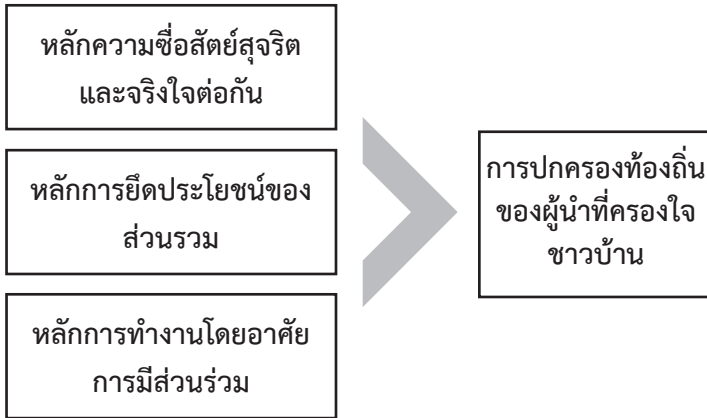 หลักความซื่อสัตย์สุจริต
และจริงใจต่อกัน
หลักการยึดประโยชน์ของ
ส่วนรวม
หลักการทำงานโดยอาศัย
การมีส่วนร่วม
การปกครองท้องถิ่น
ของผู้นำที่ครองใจ
ชาวบ้าน